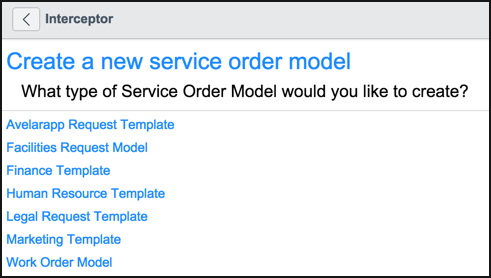 Interceptor
Create a new service order model
What type of Service Order Model would you like to create?
Avelarapp Request Template
Facilities Request Model
Finance Template
Human Resource Template
Legal Request Template
Marketing Template
Work Order Model